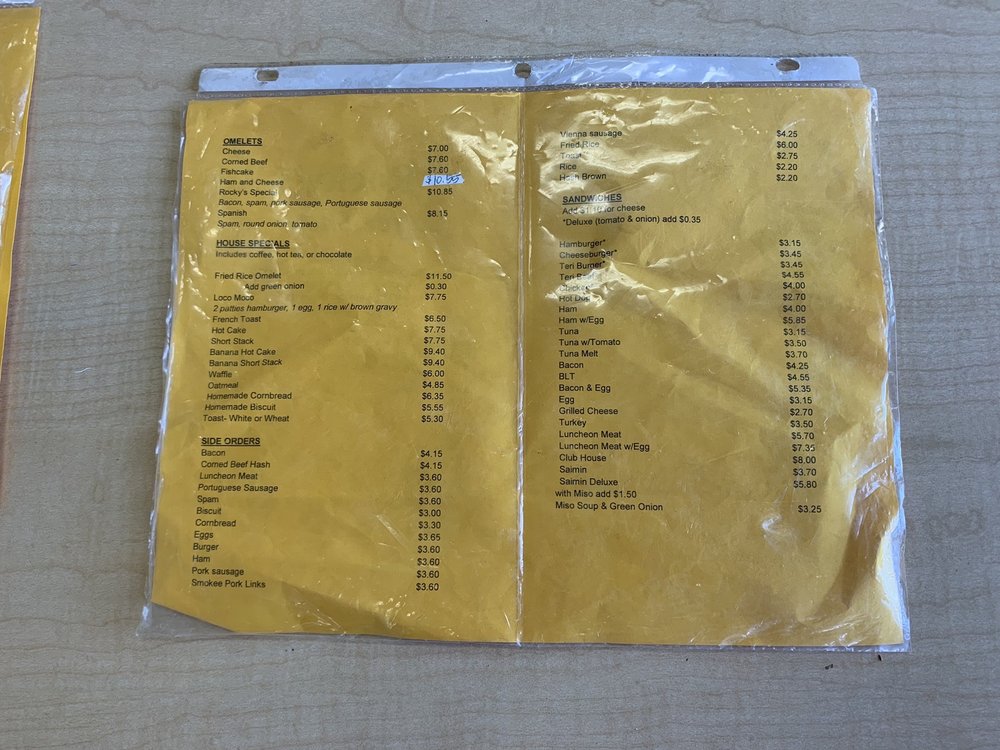 OMELETS
Cheese $7.00
Corned Beef $7.60
Fishcake $7.60
Ham and Cheese $10.55
Rocky's Special $10.85
Bacon, spam, pork sausage, Portuguese sausage
Spanish $8.15
Spam, round onion, tomato
HOUSE SPECIALS
Includes coffee, hot tea, or chocolate
Fried Rice Omelet $11.50
Add green onion $0.30
Loco Moco $7.75
2 patties hamburger, 1 egg, 1 rice w/ brown gravy
French Toast $6.50
Hot Cake $7.75
Short Stack $7.75
Banana Hot Cake $9.40
Banana Short Stack $9.40
Waffle $6.00
Oatmeal $4.85
Homemade Cornbread $6.35
Homemade Biscuit $5.55
Toast- White or Wheat $5.30
SIDE ORDERS
Bacon $4.15
Corned Beef Hash $4.15
Luncheon Meat $3.60
Portuguese Sausage $3.60
Spam $3.60
Biscuit $3.00
Cornbread $3.30
Eggs $3.65
Burger $3.60
Ham $3.60
Pork sausage $3.60
Smokee Pork Links $3.60
Vienna sausage $4.25
Fried Rice $6.00
Toast $2.75
Rice $2.20
Hash Brown $2.20
SANDWICHES
Add $1.10 for cheese
*Deluxe (tomato & onion) add $0.35
Hamburger* $3.15
Cheeseburger* $3.45
Teri Burger* $3.45
Teri $4.55
Chicken $4.00
Hot Dog $2.70
Ham $4.00
Ham w/Egg $5.85
Tuna $3.15
Tuna w/Tomato $3.50
Tuna Melt $3.70
Bacon $4.25
BLT $4.55
Bacon & Egg $5.35
Egg $3.15
Grilled Cheese $2.70
Turkey $3.50
Luncheon Meat $5.70
Luncheon Meat w/Egg $7.35
Club House $8.00
Saimin $3.70
Saimin Deluxe $5.80
with Miso add $1.50
Miso Soup & Green Onion $3.25